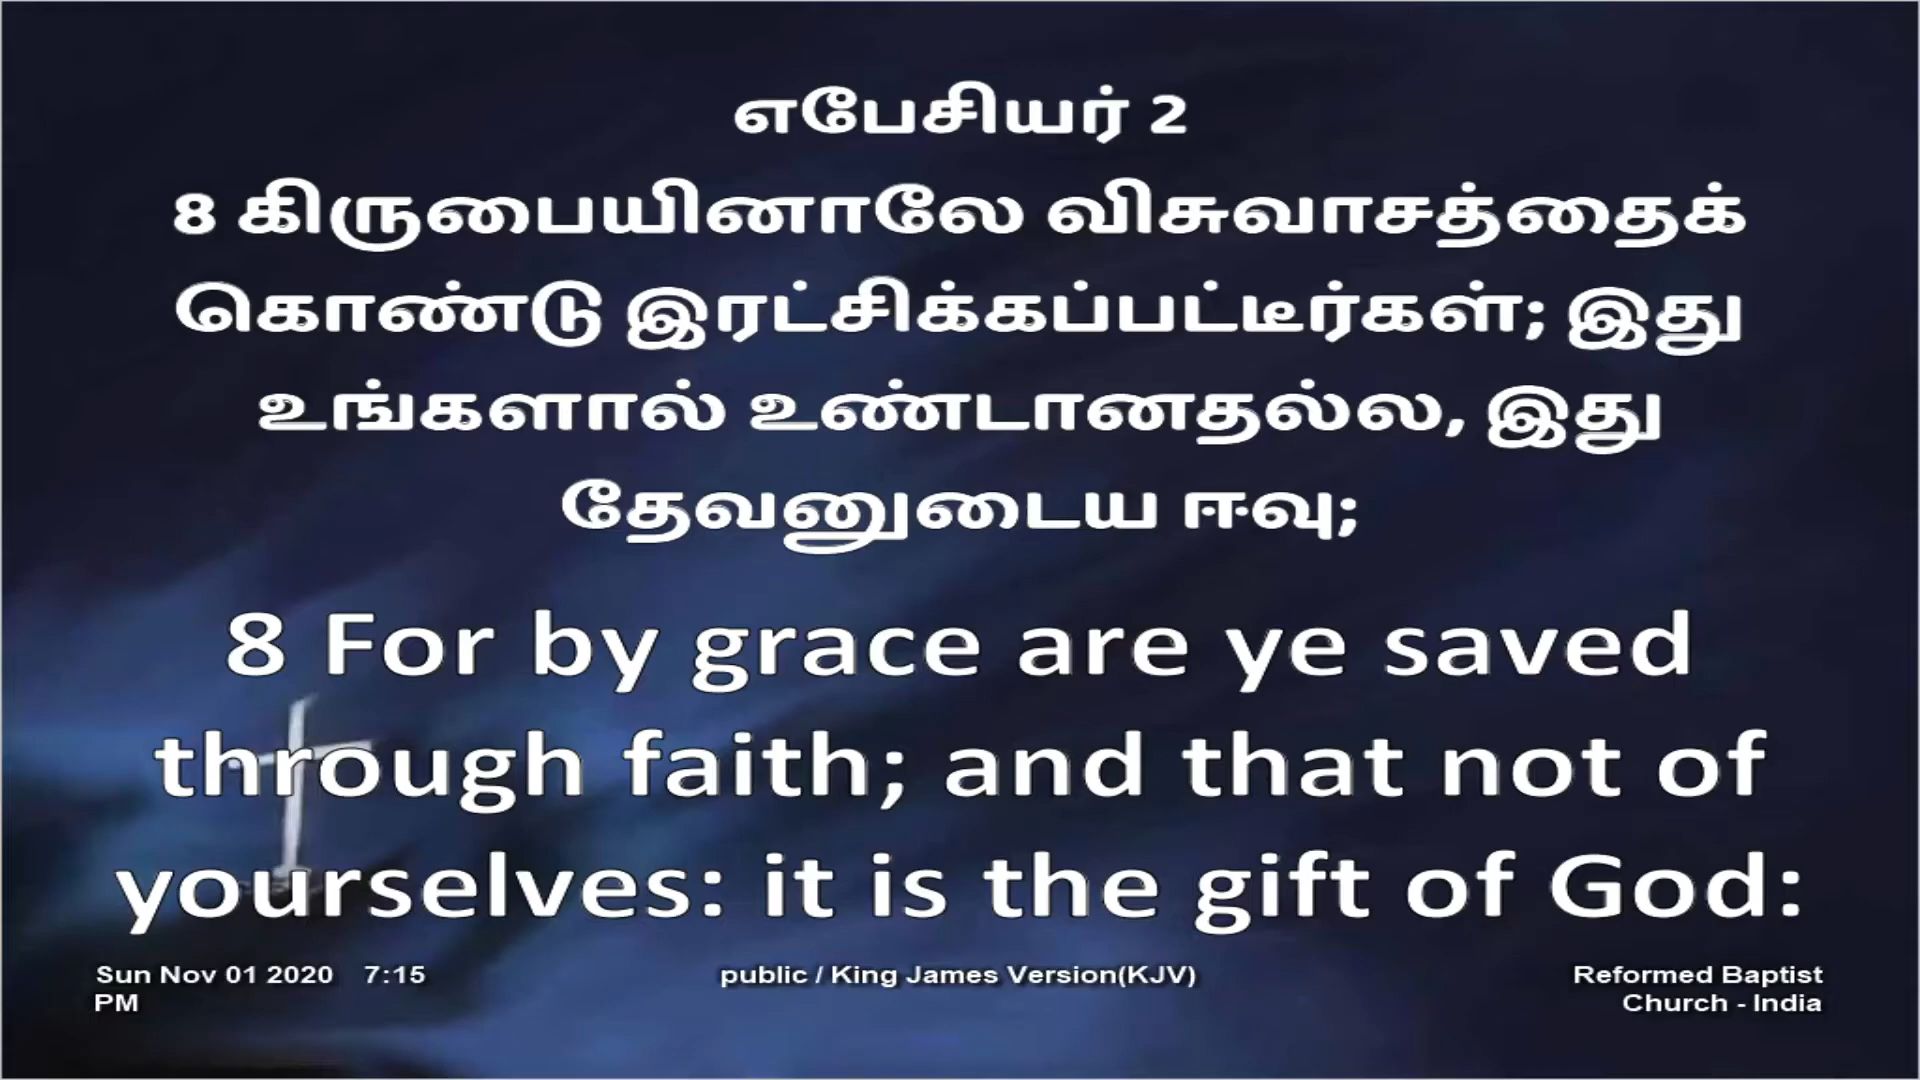 எபேசியர் 2
8 கிருபையினாலே விசுவாசத்தைக்
கொண்டு இரட்சிக்கப்பட்டீர்கள்; இது
உங்களால் உண்டானதல்ல, இது
தேவனுடைய ஈவு;
8 For by grace are ye saved
through faith; and that not of
yourselves: it is the gift of God:
Sun Nov 01 2020 7:15
PM
public / King James Version(KJV)
Reformed Baptist
Church - India